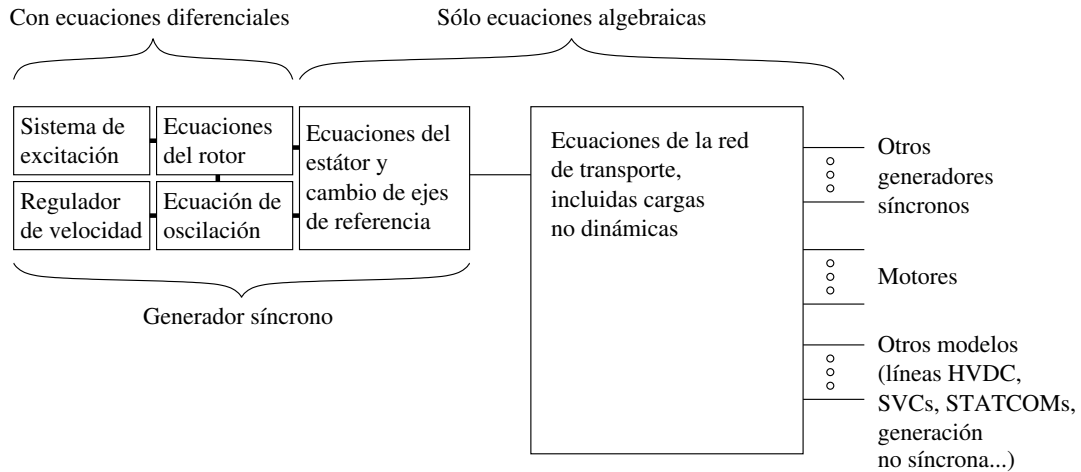 Con ecuaciones diferenciales
Sólo ecuaciones algebraicas
Sistema de
excitación
Ecuaciones
del rotor
Regulador
de velocidad
Ecuación de
oscilación
Ecuaciones del
estátor y
cambio de ejes
de referencia
Generador síncrono
Ecuaciones de la red
de transporte,
incluidas cargas
no dinámicas
Otros
generadores
síncronos
Motores
Otros modelos
(líneas HVDC,
SVCs, STATCOMs,
generación
no síncrona...)